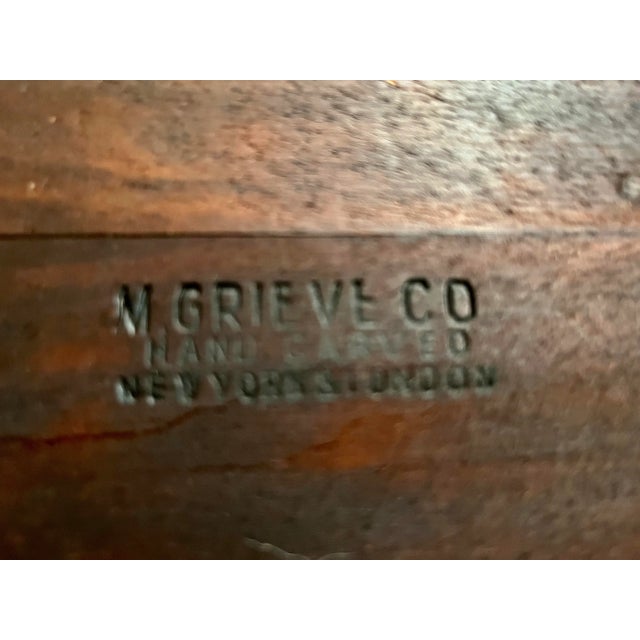 M. GRIEVE CO
HAND CARVED
NEW YORK & LONDON